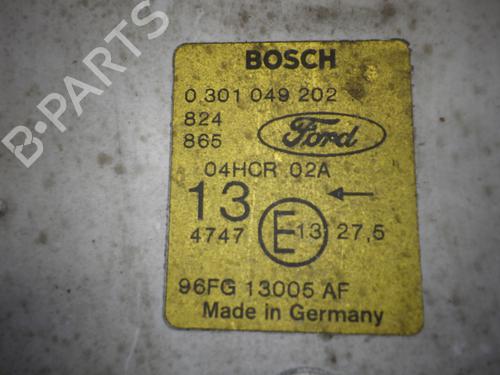 B-PARTS
BOSCH
0 301 049 202
824
865
Ford
04HCR 02A
13
4747
E 13 27,5
96FG 13005 AF
Made in Germany